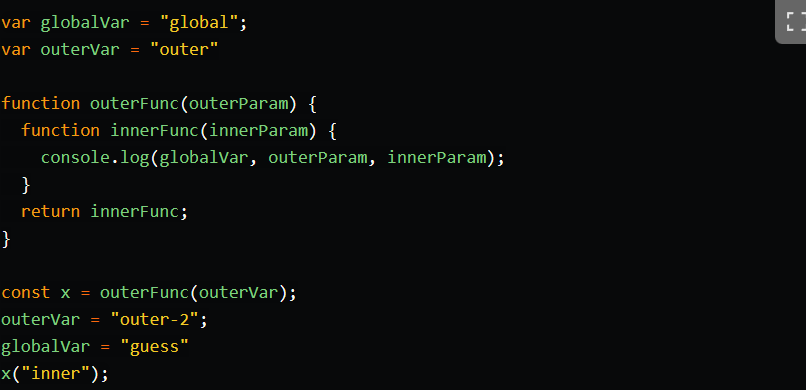 var globalVar = "global";
var outerVar = "outer"

function outerFunc(outerParam) {
  function innerFunc(innerParam) {
    console.log(globalVar, outerParam, innerParam);
  }
  return innerFunc;
}

const x = outerFunc(outerVar);
outerVar = "outer-2";
globalVar = "guess"
x("inner");